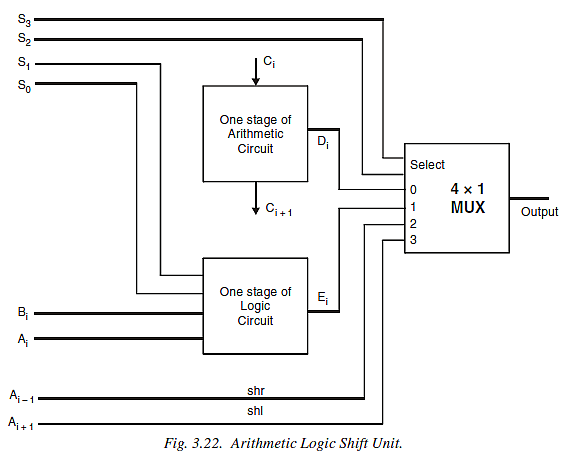 S3
S2
S1
S0
Ci
One stage of
Arithmetic
Circuit
Di
Ci + 1
Select
0
1
2
3
4 × 1
MUX
Output
One stage of
Logic
Circuit
Ei
Bi
Ai
Ai – 1
shr
Ai + 1
shl
Fig. 3.22. Arithmetic Logic Shift Unit.